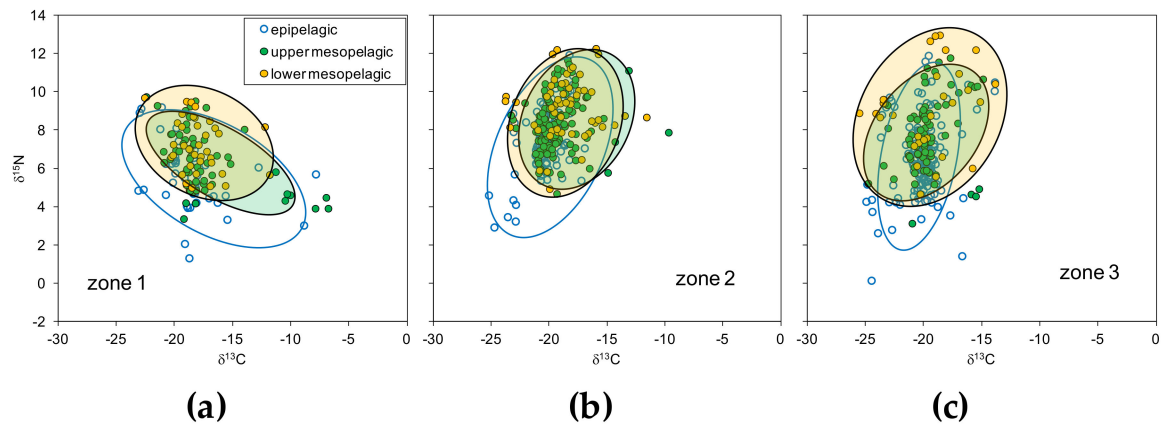 14
12
10
8
6
4
2
0
-2
δ15N
epipelagic
upper mesopelagic
lower mesopelagic
zone 1
-30 -25 -20 -15 -10 -5 0
δ13C
(a)
zone 2
-30 -25 -20 -15 -10 -5 0
δ13C
(b)
zone 3
-30 -25 -20 -15 -10 -5 0
δ13C
(c)